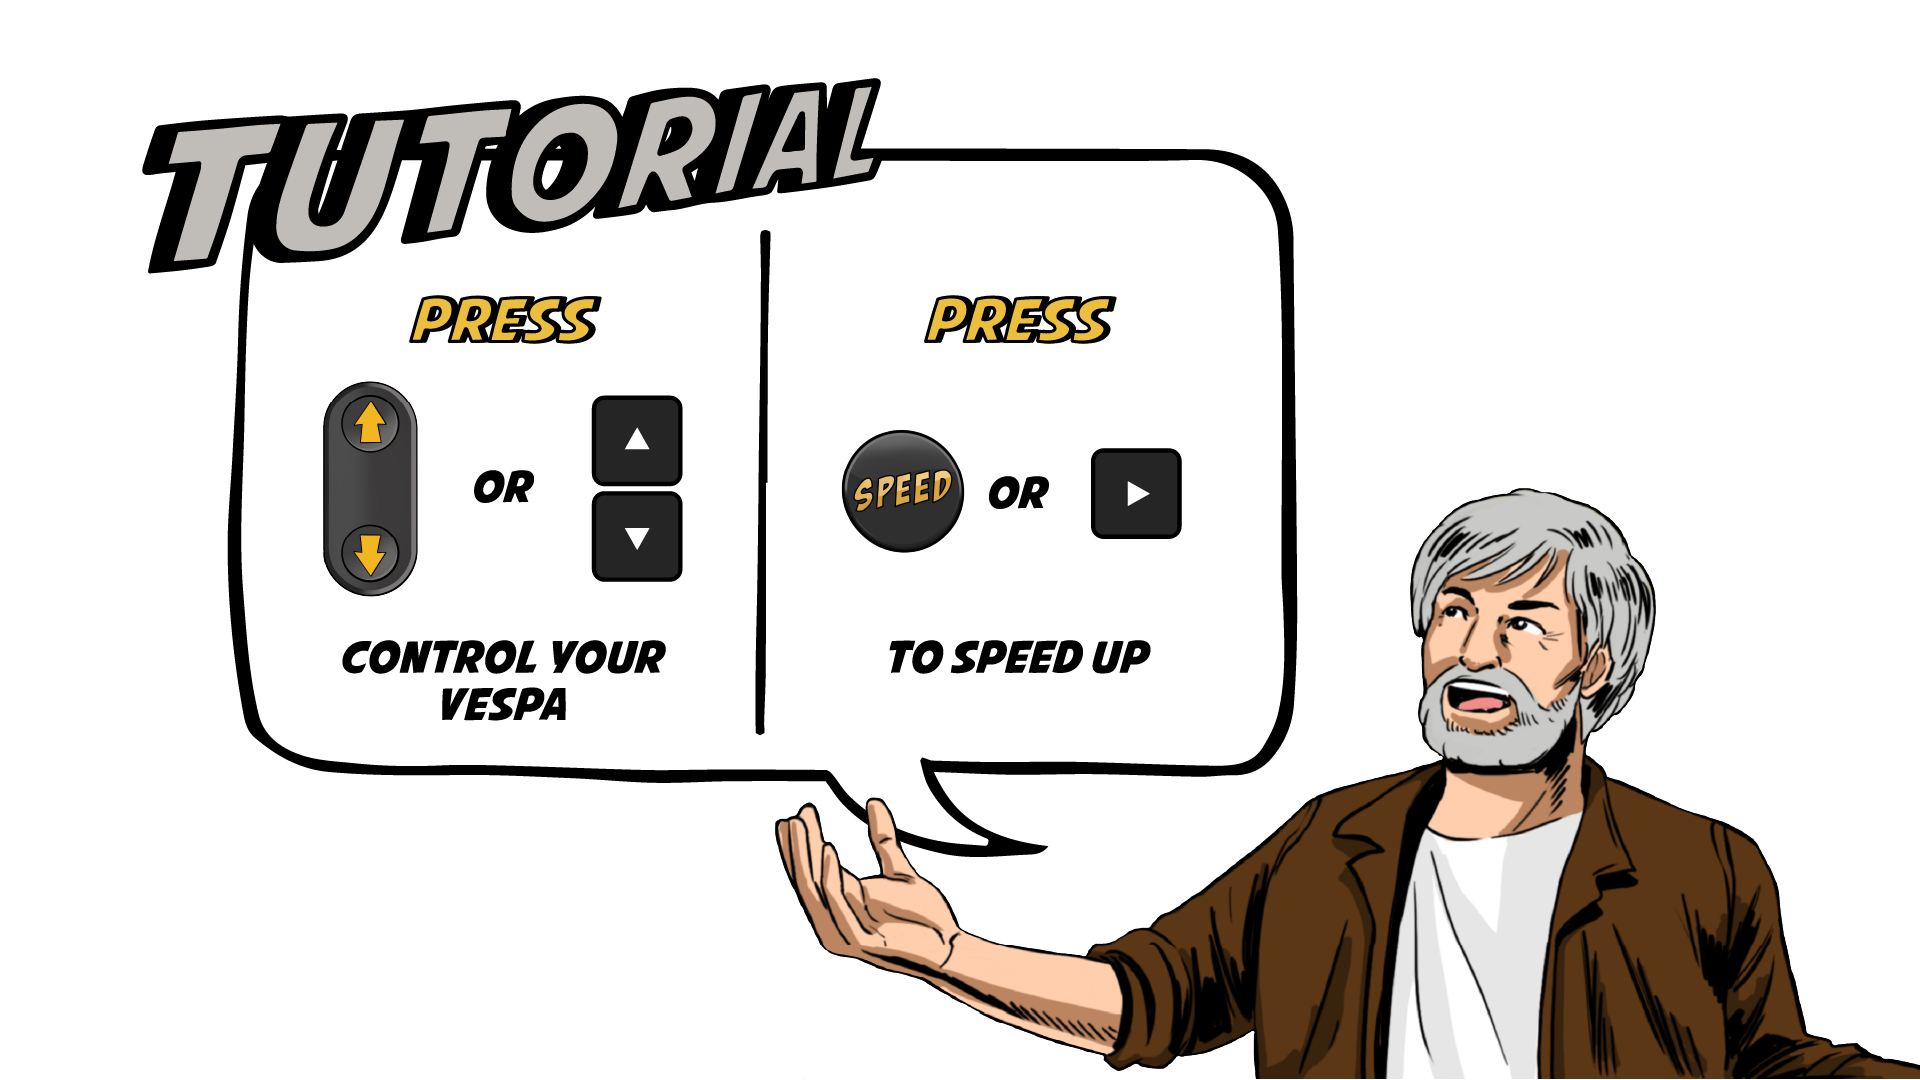 TUTORIAL
PRESS
OR
CONTROL YOUR
VESPA
PRESS
SPEED
OR
TO SPEED UP